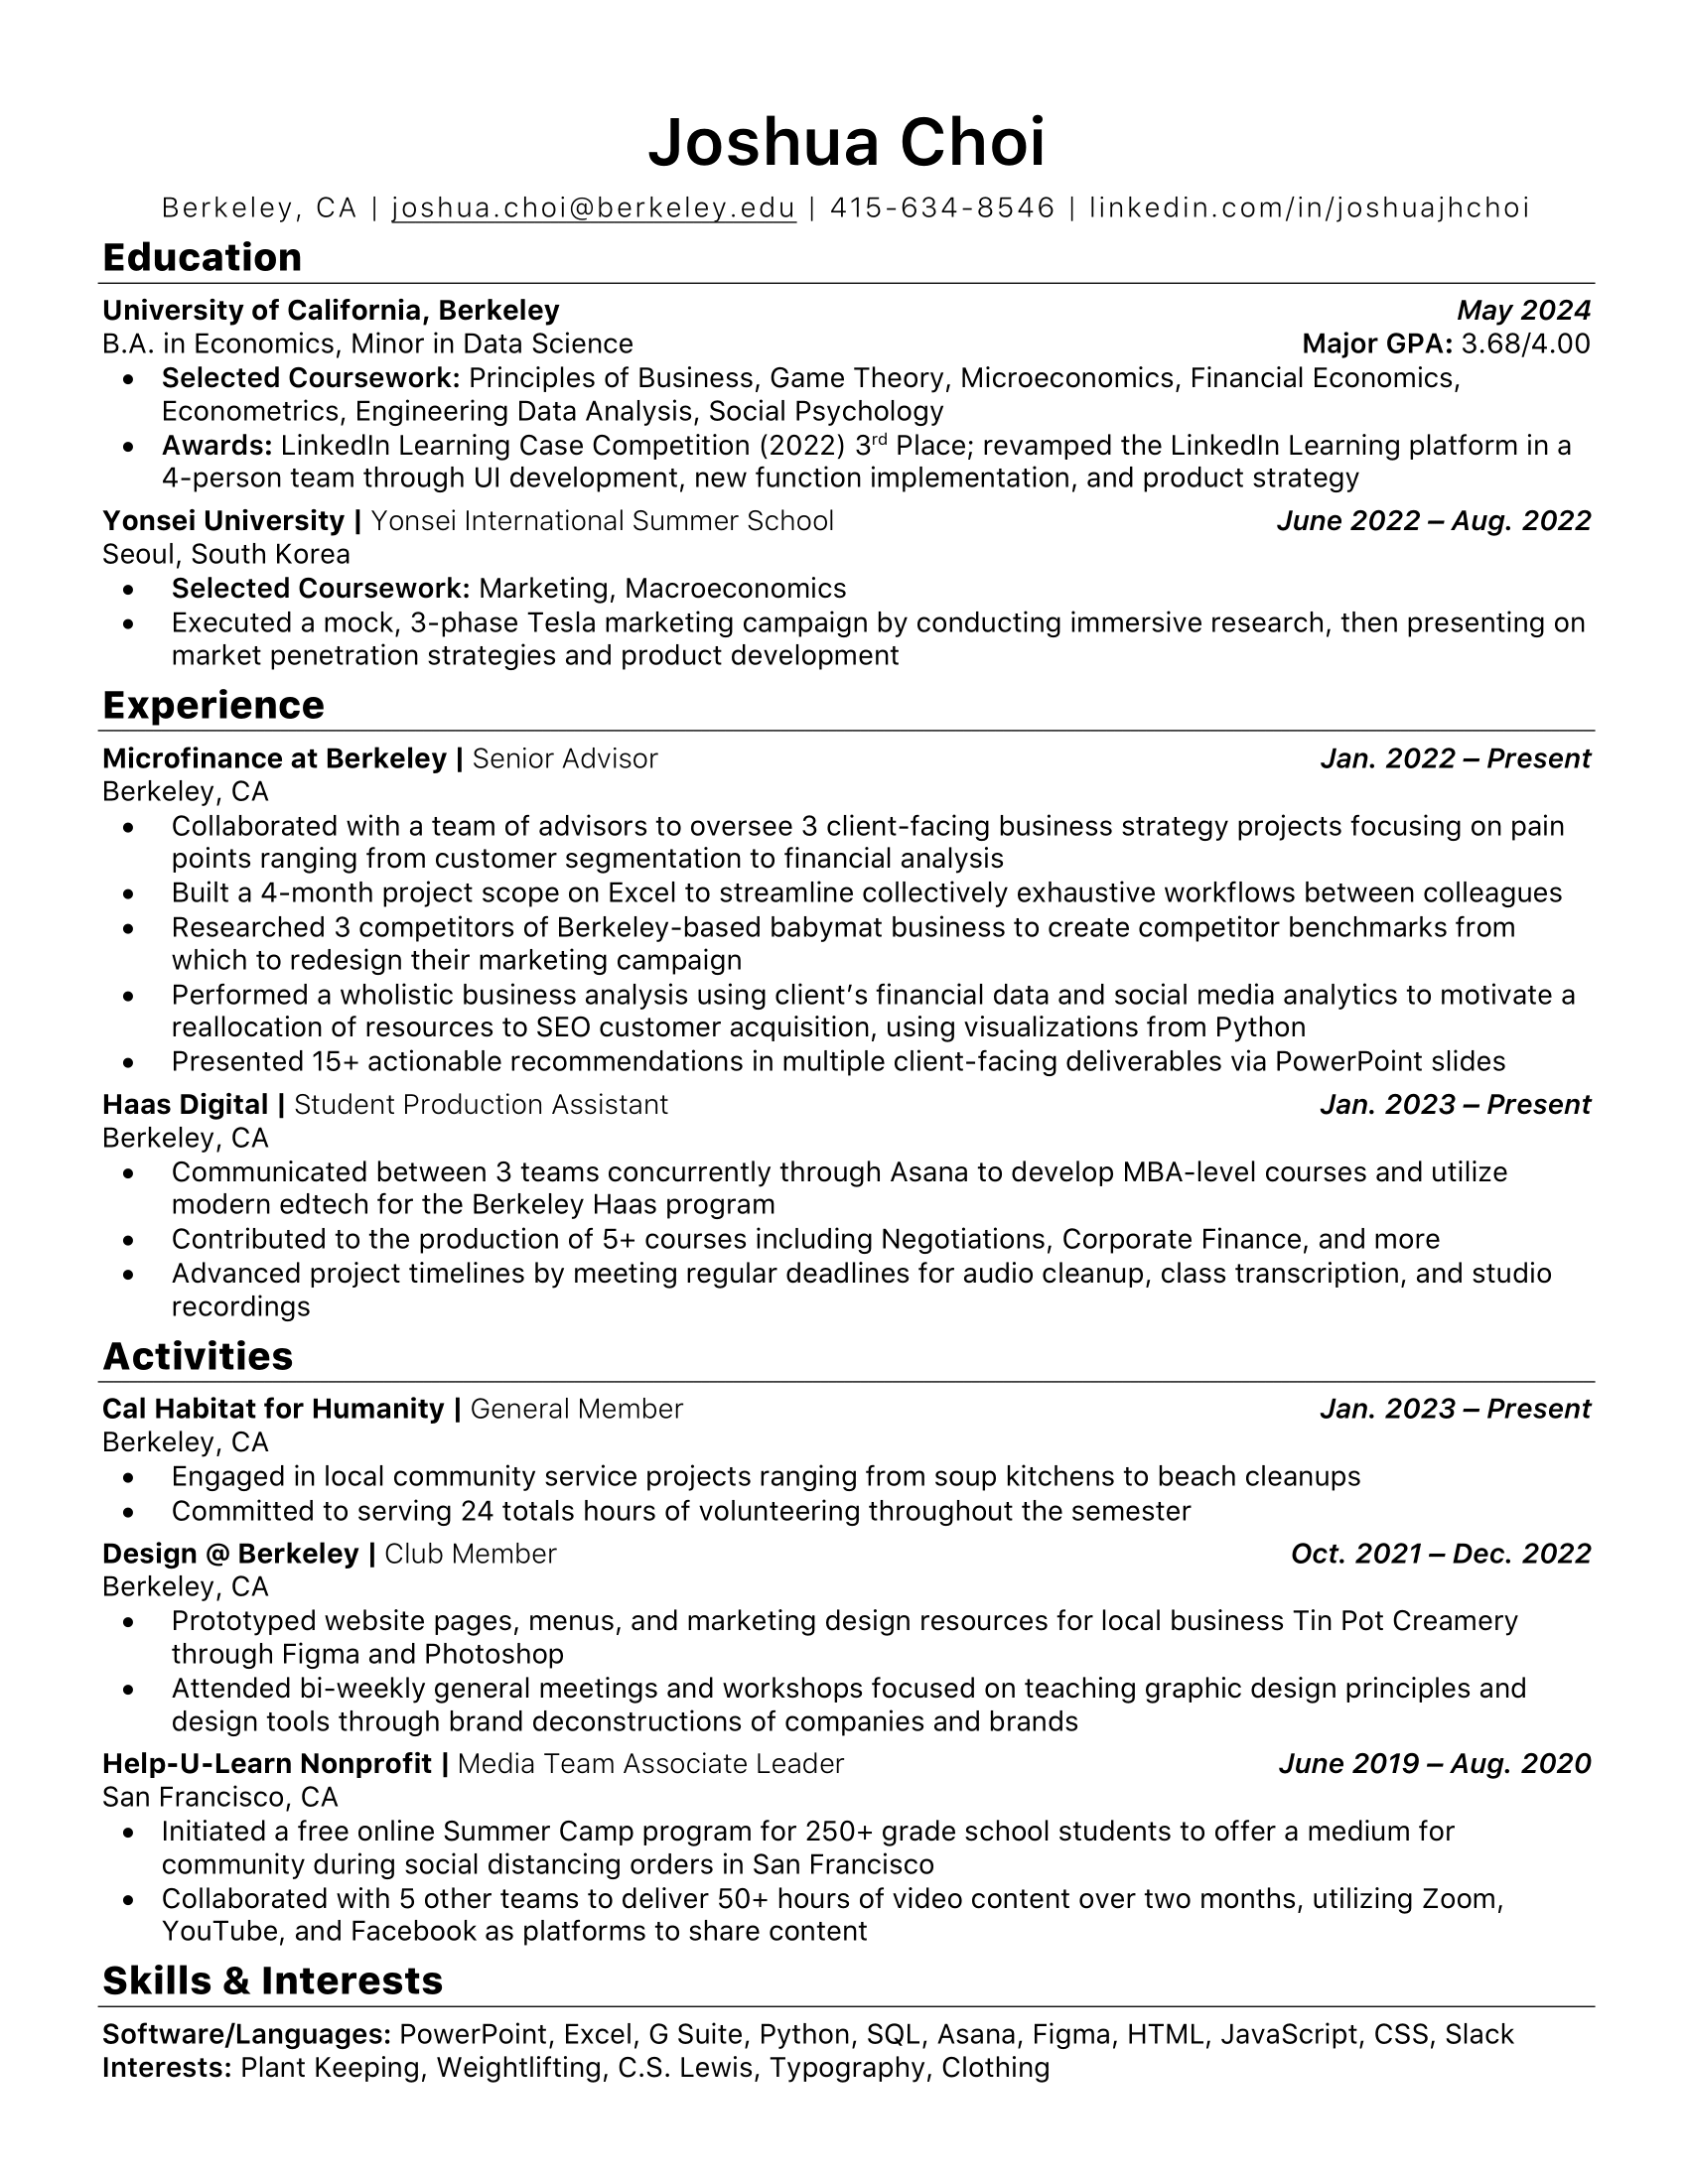 Joshua Choi
Berkeley, CA | joshua.choi@berkeley.edu | 415-634-8546 | linkedin.com/in/joshuajhchoi
Education
University of California, Berkeley May 2024
B.A. in Economics, Minor in Data Science Major GPA: 3.68/4.00
• Selected Coursework: Principles of Business, Game Theory, Microeconomics, Financial Economics,
Econometrics, Engineering Data Analysis, Social Psychology
• Awards: LinkedIn Learning Case Competition (2022) 3rd Place; revamped the LinkedIn Learning platform in a
4-person team through UI development, new function implementation, and product strategy
Yonsei University | Yonsei International Summer School June 2022 – Aug. 2022
Seoul, South Korea
• Selected Coursework: Marketing, Macroeconomics
• Executed a mock, 3-phase Tesla marketing campaign by conducting immersive research, then presenting on
market penetration strategies and product development
Experience
Microfinance at Berkeley | Senior Advisor Jan. 2022 – Present
Berkeley, CA
• Collaborated with a team of advisors to oversee 3 client-facing business strategy projects focusing on pain
points ranging from customer segmentation to financial analysis
• Built a 4-month project scope on Excel to streamline collectively exhaustive workflows between colleagues
• Researched 3 competitors of Berkeley-based babymat business to create competitor benchmarks from
which to redesign their marketing campaign
• Performed a wholistic business analysis using client’s financial data and social media analytics to motivate a
reallocation of resources to SEO customer acquisition, using visualizations from Python
• Presented 15+ actionable recommendations in multiple client-facing deliverables via PowerPoint slides
Haas Digital | Student Production Assistant Jan. 2023 – Present
Berkeley, CA
• Communicated between 3 teams concurrently through Asana to develop MBA-level courses and utilize
modern edtech for the Berkeley Haas program
• Contributed to the production of 5+ courses including Negotiations, Corporate Finance, and more
• Advanced project timelines by meeting regular deadlines for audio cleanup, class transcription, and studio
recordings
Activities
Cal Habitat for Humanity | General Member Jan. 2023 – Present
Berkeley, CA
• Engaged in local community service projects ranging from soup kitchens to beach cleanups
• Committed to serving 24 totals hours of volunteering throughout the semester
Design @ Berkeley | Club Member Oct. 2021 – Dec. 2022
Berkeley, CA
• Prototyped website pages, menus, and marketing design resources for local business Tin Pot Creamery
through Figma and Photoshop
• Attended bi-weekly general meetings and workshops focused on teaching graphic design principles and
design tools through brand deconstructions of companies and brands
Help-U-Learn Nonprofit | Media Team Associate Leader June 2019 – Aug. 2020
San Francisco, CA
• Initiated a free online Summer Camp program for 250+ grade school students to offer a medium for
community during social distancing orders in San Francisco
• Collaborated with 5 other teams to deliver 50+ hours of video content over two months, utilizing Zoom,
YouTube, and Facebook as platforms to share content
Skills & Interests
Software/Languages: PowerPoint, Excel, G Suite, Python, SQL, Asana, Figma, HTML, JavaScript, CSS, Slack
Interests: Plant Keeping, Weightlifting, C.S. Lewis, Typography, Clothing